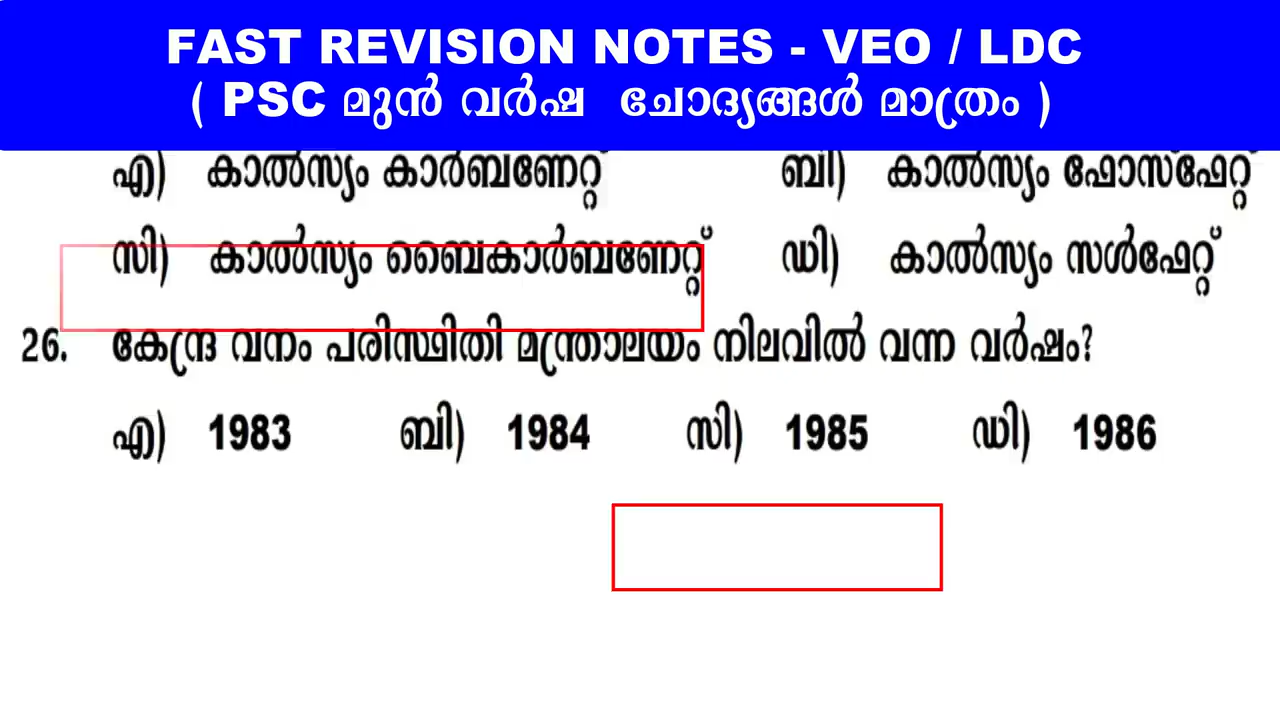 FAST REVISION NOTES - VEO / LDC
( PSC മുൻ വർഷ ചോദ്യങ്ങൾ മാത്രം )
എ) കാൽസ്യം കാർബണേറ്റ് ബി) കാൽസ്യം ഫോസ്ഫേറ്റ്
സി) കാൽസ്യം ബൈകാർബണേറ്റ് ഡി) കാൽസ്യം സൾഫേറ്റ്
26. കേന്ദ്ര വനം പരിസ്ഥിതി മന്ത്രാലയം നിലവിൽ വന്ന വർഷം?
എ) 1983 ബി) 1984 സി) 1985 ഡി) 1986